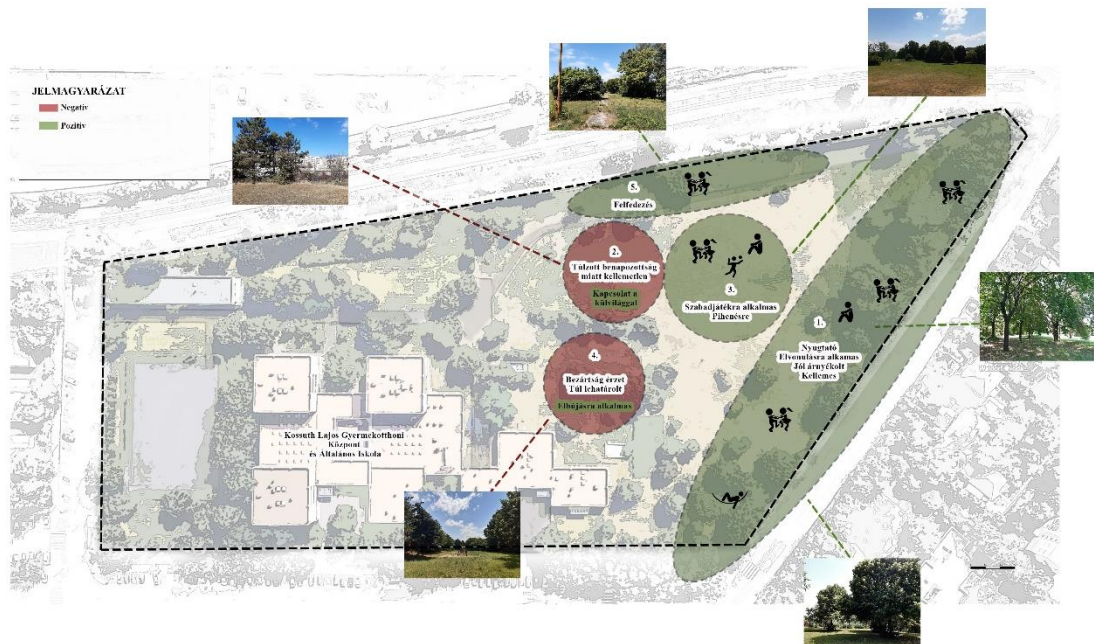 JELMAGYARÁZAT
Negatív
Pozitív
5.
Felfedezés
2.
Túlzott benapozottság
miatt kellemetlen
Kapcsolat a
külvilággal
3.
Szabadjátékra alkalmas
Pihenésre
1.
Nyugtató
Elvonulásra alkamas
Jól árnyékolt
Kellemes
4.
Bezártság érzet
Túl lehatárolt
Elbújásra alkalmas
Kossuth Lajos Gyermekotthoni
Központ
és Általános Iskola